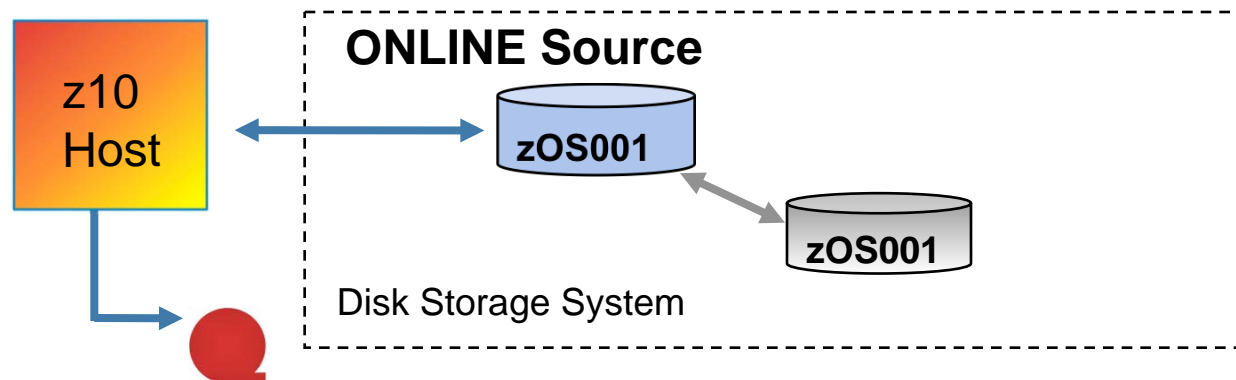 ONLINE Source
z10
Host
zOS001
zOS001
Disk Storage System